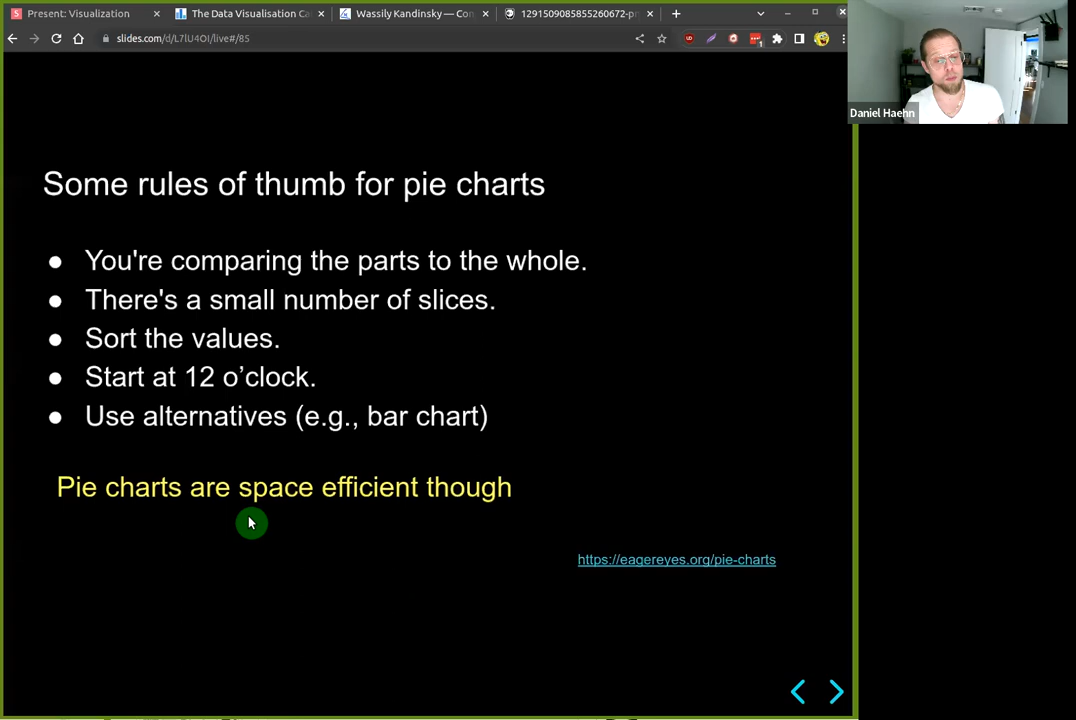 Present: Visualization
The Data Visualisation Ca
Wassily Kandinsky — Con
1291509085855260672-pr
slides.com/d/L7lU4OI/live#/85
1
Daniel Haehn
Some rules of thumb for pie charts
● You're comparing the parts to the whole.
● There's a small number of slices.
● Sort the values.
● Start at 12 o’clock.
● Use alternatives (e.g., bar chart)
Pie charts are space efficient though
https://eagereyes.org/pie-charts